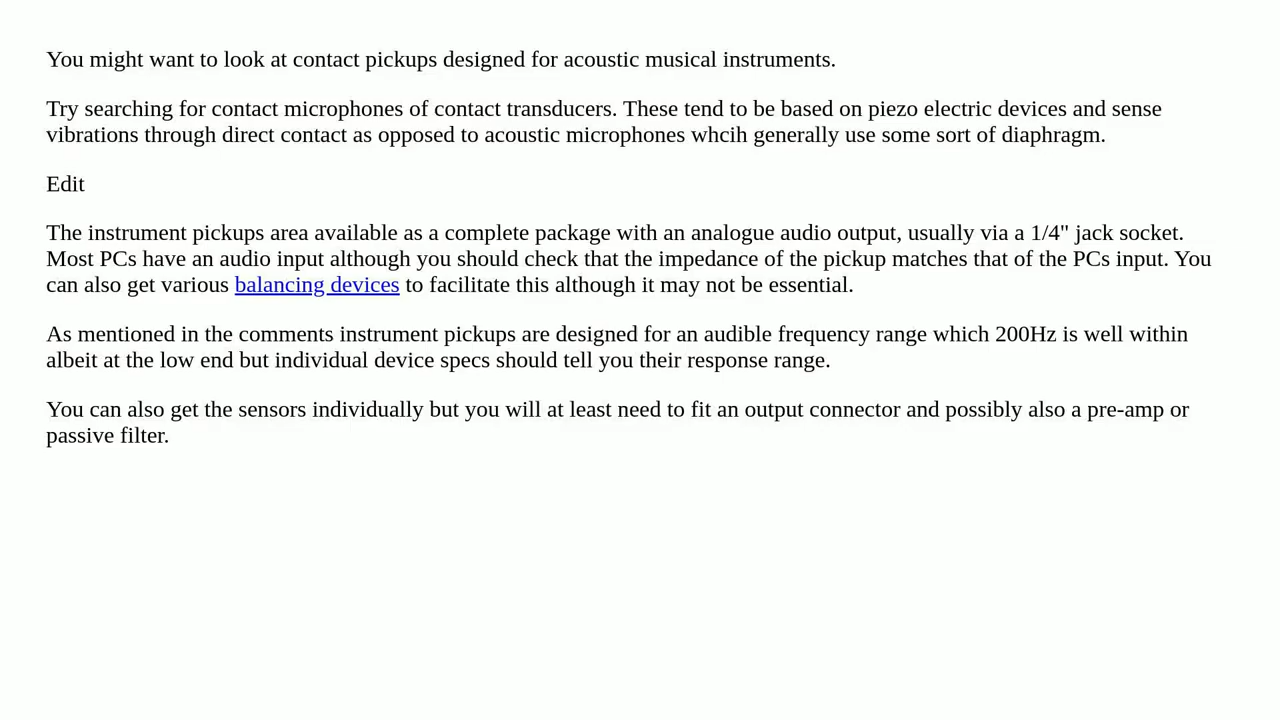 You might want to look at contact pickups designed for acoustic musical instruments.
Try searching for contact microphones of contact transducers. These tend to be based on piezo electric devices and sense
vibrations through direct contact as opposed to acoustic microphones whcih generally use some sort of diaphragm.
Edit
The instrument pickups area available as a complete package with an analogue audio output, usually via a 1/4" jack socket.
Most PCs have an audio input although you should check that the impedance of the pickup matches that of the PCs input. You
can also get various balancing devices to facilitate this although it may not be essential.
As mentioned in the comments instrument pickups are designed for an audible frequency range which 200Hz is well within
albeit at the low end but individual device specs should tell you their response range.
You can also get the sensors individually but you will at least need to fit an output connector and possibly also a pre-amp or
passive filter.